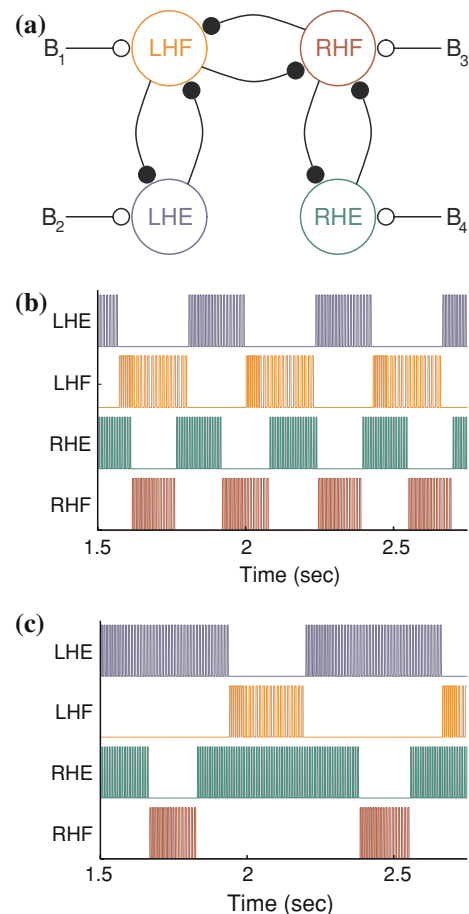 (a)
B1 LHF RHF B3
B2 LHE RHE B4
(b)
LHE
LHF
RHE
RHF
1.5 2 2.5
Time (sec)
(c)
LHE
LHF
RHE
RHF
1.5 2 2.5
Time (sec)